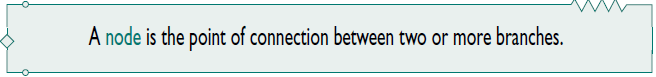 A node is the point of connection between two or more branches.